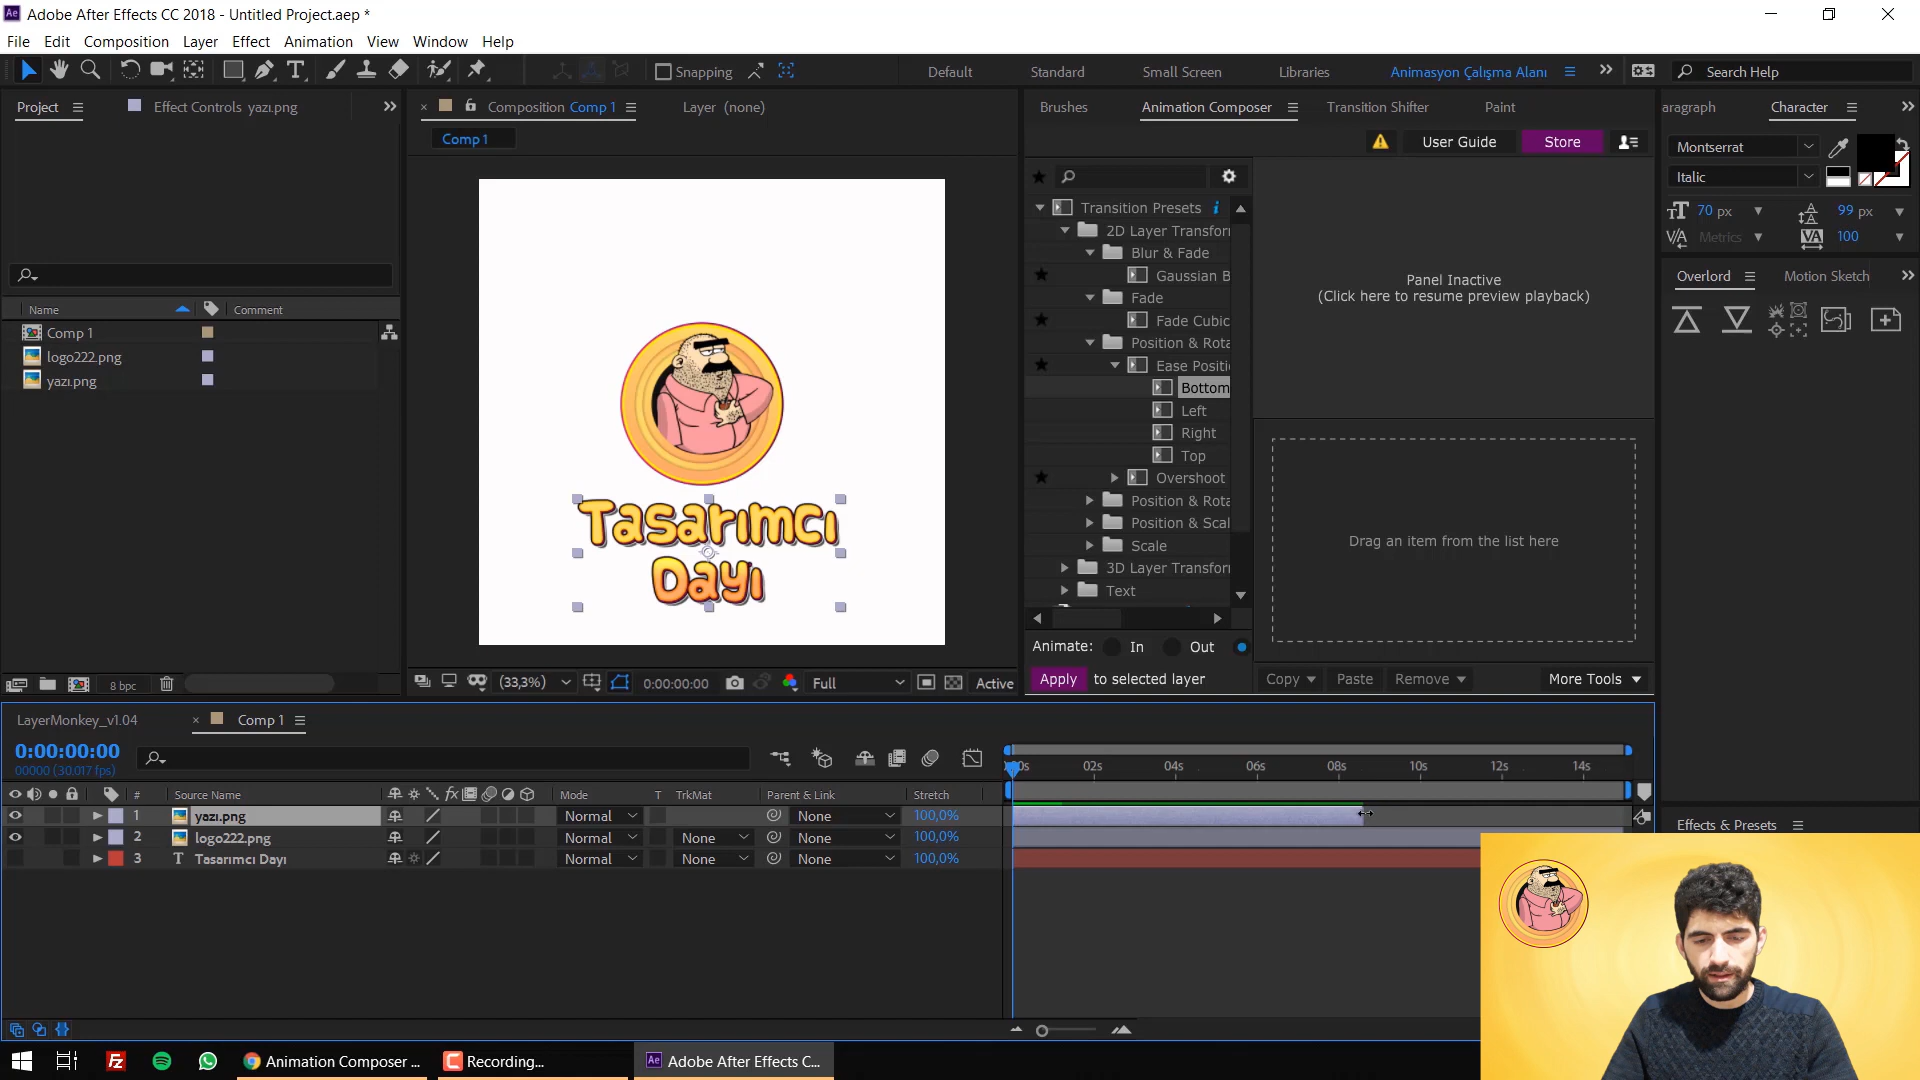 Adobe After Effects CC 2018 - Untitled Project.aep *
File Edit Composition Layer Effect Animation View Window Help
Snapping Default Standard Small Screen Libraries Animasyon Çalışma Alanı Search Help
Project Effect Controls yazı.png
Composition Comp 1 Layer (none)
Brushes Animation Composer Transition Shifter Paint
aragraph Character
Comp 1
User Guide Store
Montserrat
Italic
70 px 99 px
Metrics 100
Overlord Motion Sketch
Name Comment
Comp 1
logo222.png
yazı.png
Tasarımcı
Dayı
Transition Presets
2D Layer Transfor
Blur & Fade
Gaussian B
Fade
Fade Cubic
Position & Rota
Ease Positi
Bottom
Left
Right
Top
Overshoot
Position & Rota
Position & Scal
Scale
3D Layer Transfor
Text
Panel Inactive
(Click here to resume preview playback)
Drag an item from the list here
Animate: In Out
Apply to selected layer
Copy Paste Remove More Tools
8 bpc
(33,3%) 0:00:00:00 Full Active
LayerMonkey_v1.04 Comp 1
0:00:00:00
00000 (30,017 fps)
00s 02s 04s 06s 08s 10s 12s 14s
# Source Name fx Mode T TrkMat Parent & Link Stretch
1 yazı.png Normal None 100,0%
2 logo222.png Normal None None 100,0%
3 T Tasarımcı Dayı Normal None None 100,0%
Effects & Presets
Animation Composer ...
Recording...
Adobe After Effects C...